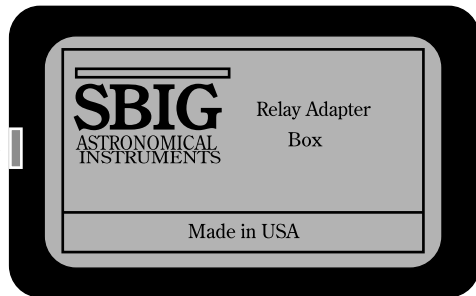 SBIG
ASTRONOMICAL
INSTRUMENTS
Relay Adapter
Box
Made in USA